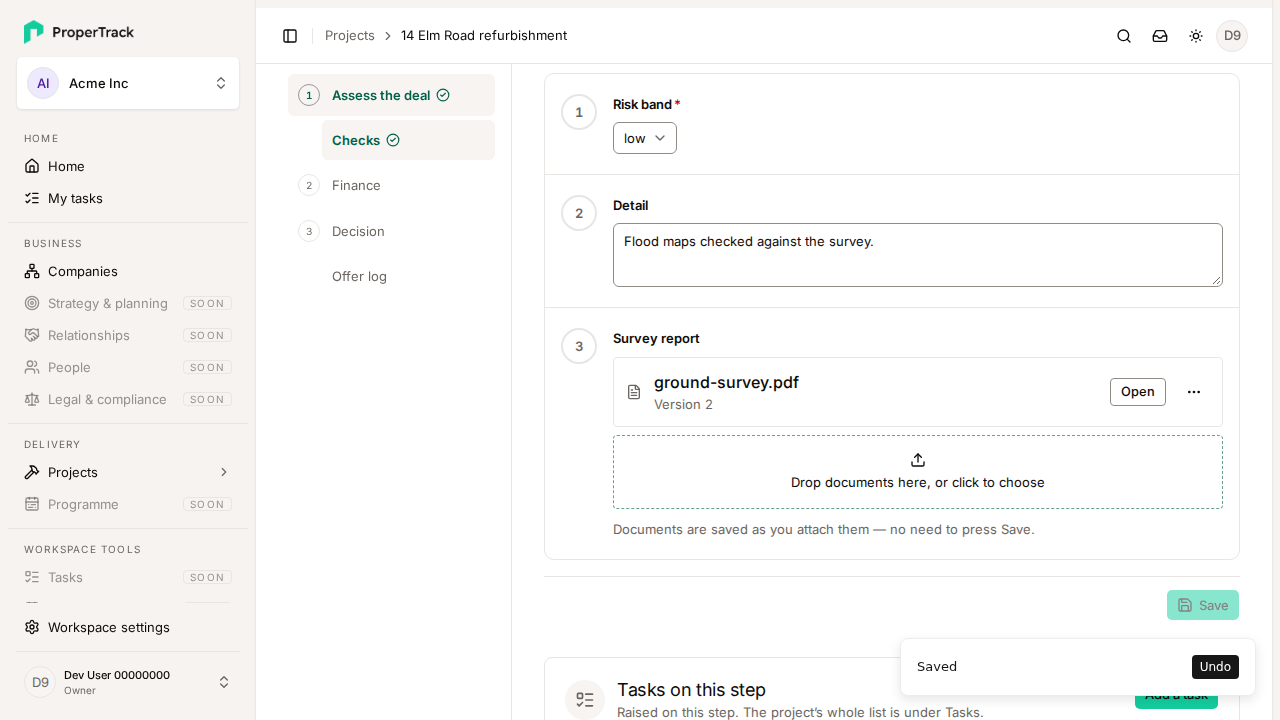 ProperTrack
AI
Acme Inc
HOME
Home
My tasks
BUSINESS
Companies
Strategy & planning SOON
Relationships SOON
People SOON
Legal & compliance SOON
DELIVERY
Projects
Programme SOON
WORKSPACE TOOLS
Tasks SOON
Workspace settings
D9
Dev User 00000000
Owner
Projects
14 Elm Road refurbishment
D9
1 Assess the deal
Checks
2 Finance
3 Decision
Offer log
1
Risk band *
low
2
Detail
Flood maps checked against the survey.
3
Survey report
ground-survey.pdf
Version 2
Open
Drop documents here, or click to choose
Documents are saved as you attach them — no need to press Save.
Save
Saved
Undo
Tasks on this step
Raised on this step. The project’s whole list is under Tasks.
Add a task